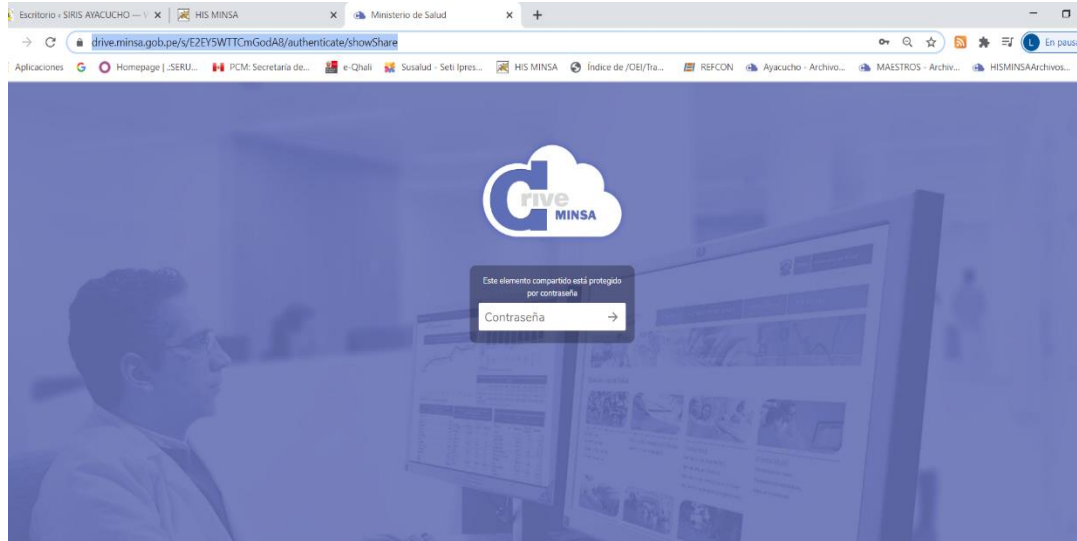 Escritorio ‹ SIRIS AYACUCHO — V
HIS MINSA
Ministerio de Salud
drive.minsa.gob.pe/s/E2EY5WTTCmGodA8/authenticate/showShare
L En pausa
Aplicaciones
Homepage | .:SERU...
PCM: Secretaría de...
e-Qhali
Susalud - Seti Ipres...
HIS MINSA
Índice de /OEI/Tra...
REFCON
Ayacucho - Archivo...
MAESTROS - Archiv...
HISMINSAArchivos...
Drive
MINSA
Este elemento compartido está protegido
por contraseña
Contraseña